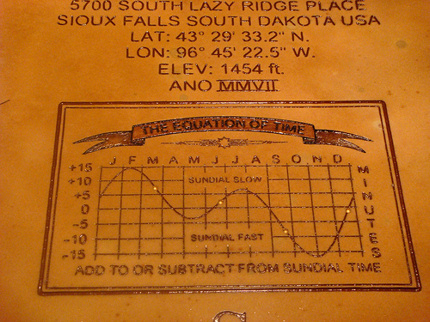 5700 SOUTH LAZY RIDGE PLACE
SIOUX FALLS SOUTH DAKOTA USA
LAT: 43° 29' 33.2" N.
LON: 96° 45' 22.5" W.
ELEV: 1454 ft.
ANO MMVII
THE EQUATION OF TIME
J F M A M J J A S O N D
+15
+10
+5
0
-5
-10
-15
SUNDIAL SLOW
SUNDIAL FAST
MINUTES
ADD TO OR SUBTRACT FROM SUNDIAL TIME